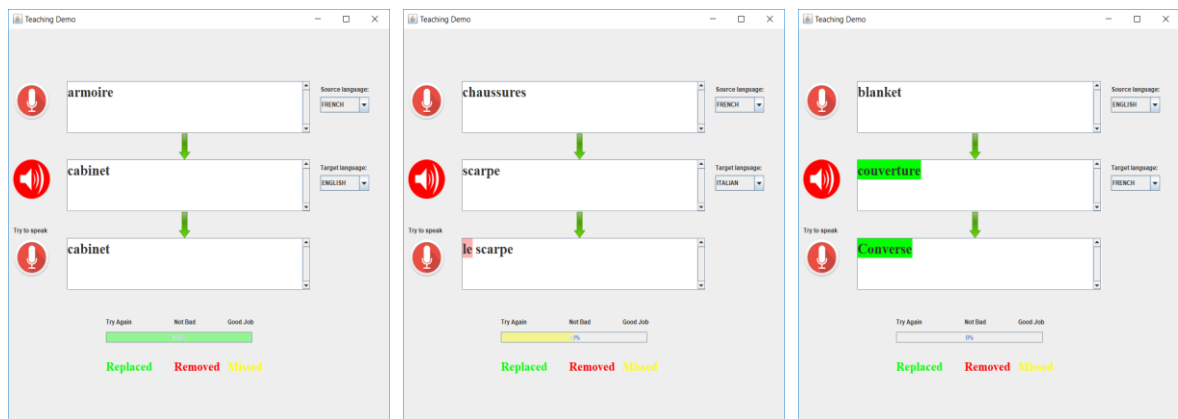 Teaching Demo
armoire
Source language:
FRENCH
cabinet
Target language:
ENGLISH
Try to speak
cabinet
Try Again Not Bad Good Job
Replaced Removed Missed
Teaching Demo
chaussures
Source language:
FRENCH
scarpe
Target language:
ITALIAN
Try to speak
le scarpe
Try Again Not Bad Good Job
Replaced Removed Missed
Teaching Demo
blanket
Source language:
ENGLISH
couverture
Target language:
FRENCH
Try to speak
Converse
Try Again Not Bad Good Job
0%
Replaced Removed Missed